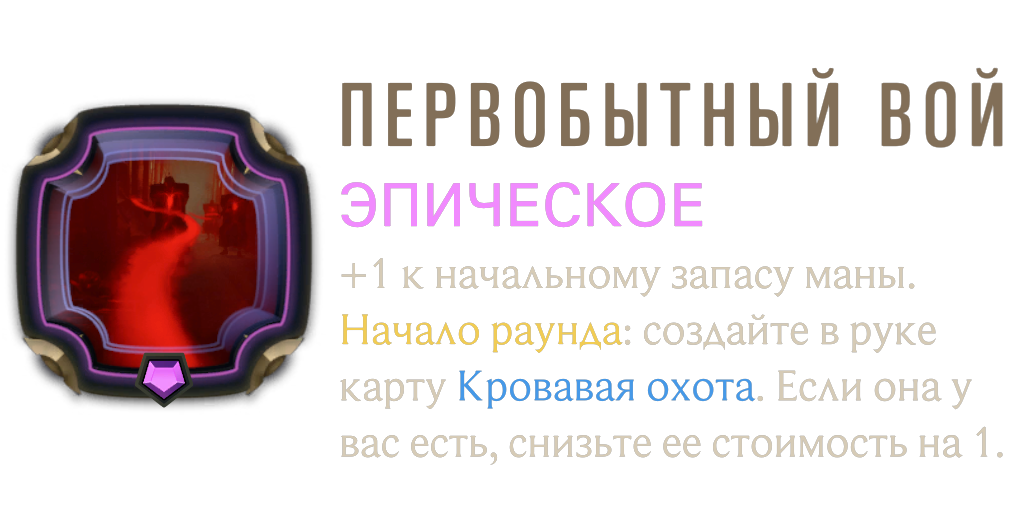 ПЕРВОБЫТНЫЙ ВОЙ
ЭПИЧЕСКОЕ
+1 к начальному запасу маны.
Начало раунда: создайте в руке
карту Кровавая охота. Если она у
вас есть, снизьте ее стоимость на 1.